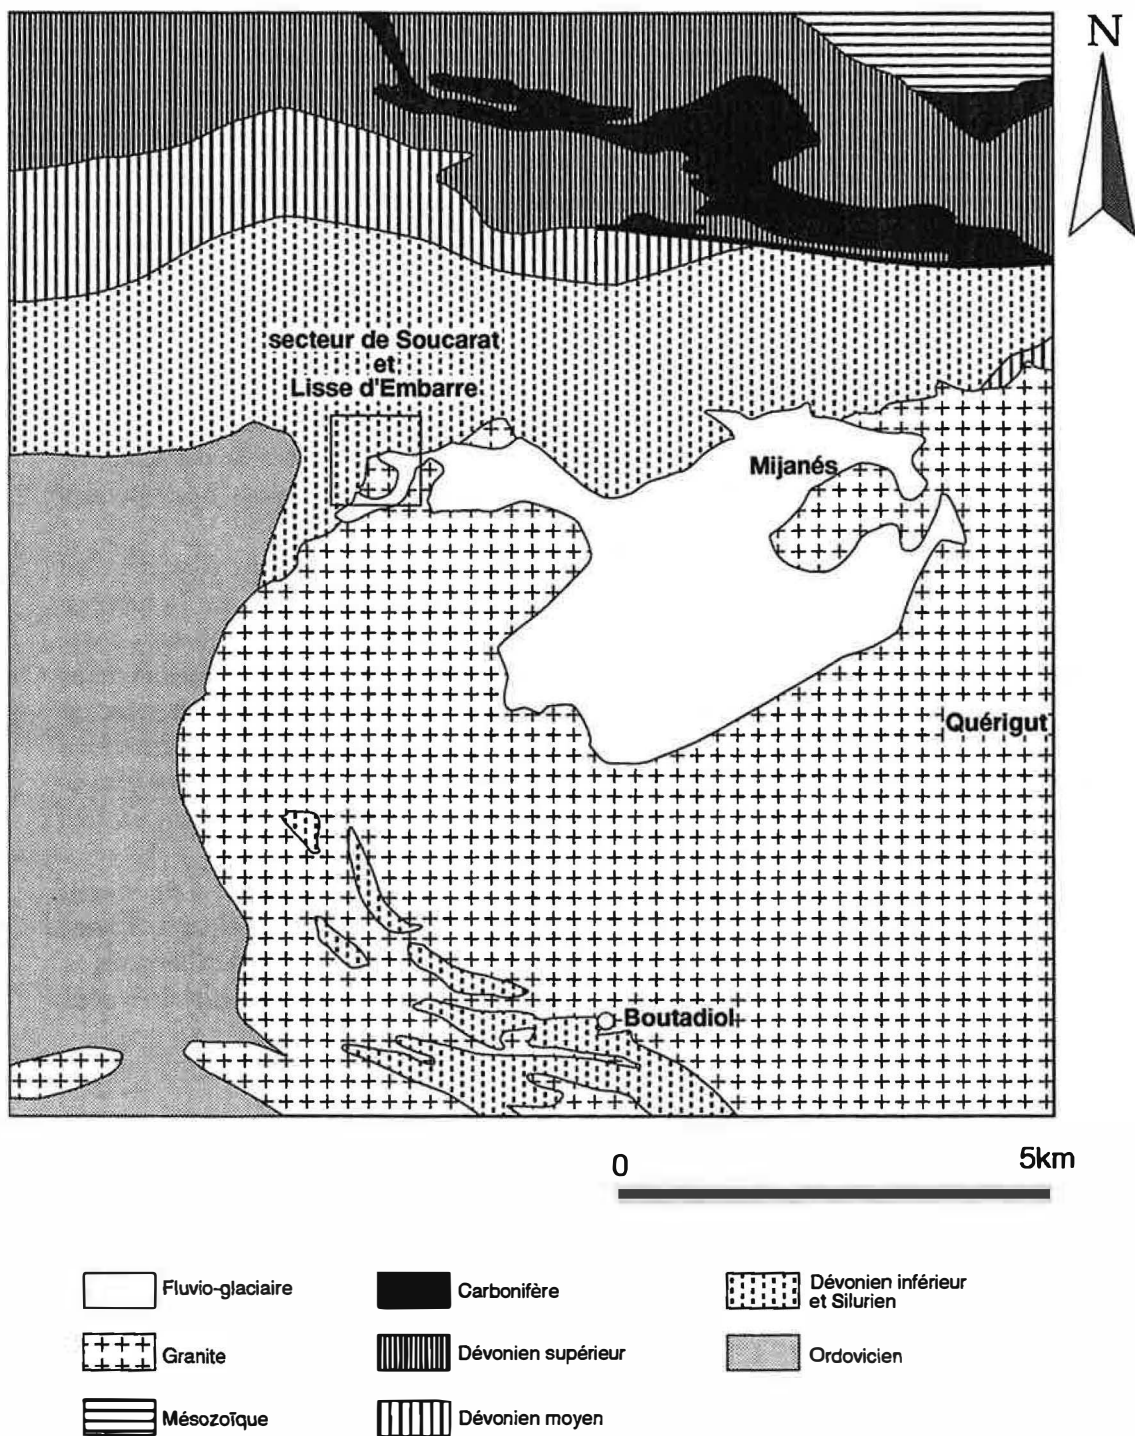 N
secteur de Soucarat
et
Lisse d'Embarre
Mijanés
Quérigut
Boutadiol
0 5km
Fluvio-glaciaire
Granite
Mésozoïque
Carbonifère
Dévonien supérieur
Dévonien moyen
Dévonien inférieur
et Silurien
Ordovicien